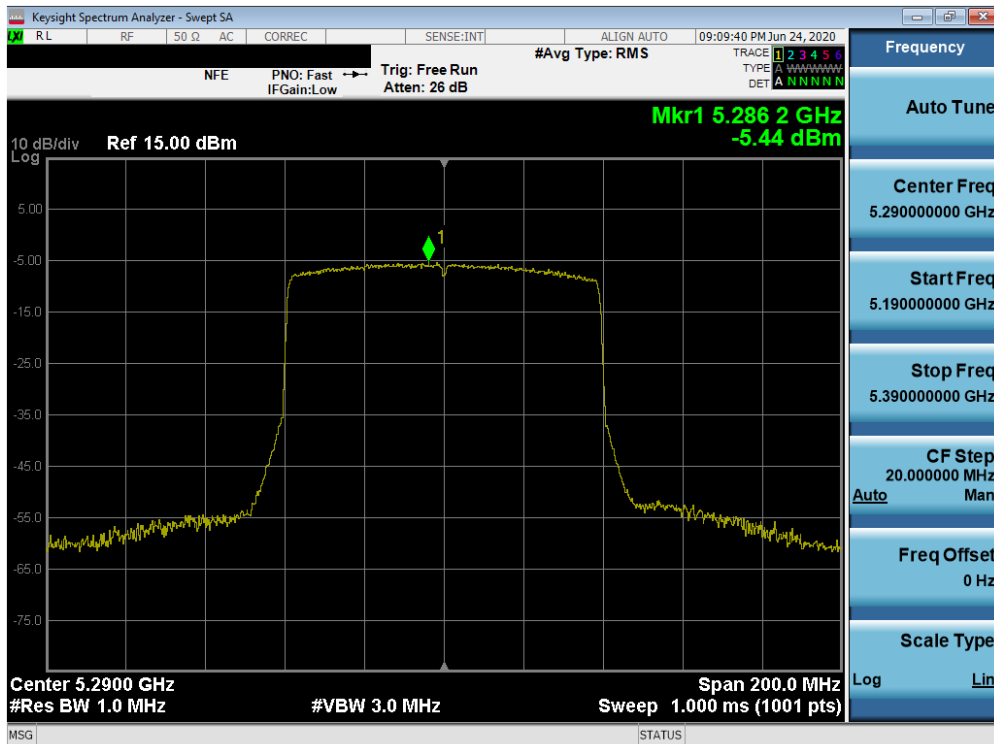 Keysight Spectrum Analyzer - Swept SA
LXI RL RF 50 Ω AC CORREC SENSE:INT ALIGN AUTO 09:09:40 PM Jun 24, 2020
#Avg Type: RMS
NFE PNO: Fast Trig: Free Run
IFGain:Low Atten: 26 dB
TRACE 1 2 3 4 5 6
TYPE A W W W W W
DET A N N N N N
Mkr1 5.286 2 GHz
-5.44 dBm
10 dB/div Ref 15.00 dBm
Log
5.00
-5.00
-15.0
-25.0
-35.0
-45.0
-55.0
-65.0
-75.0
1
Center 5.2900 GHz Span 200.0 MHz
#Res BW 1.0 MHz #VBW 3.0 MHz Sweep 1.000 ms (1001 pts)
MSG STATUS
Frequency
Auto Tune
Center Freq
5.290000000 GHz
Start Freq
5.190000000 GHz
Stop Freq
5.390000000 GHz
CF Step
20.000000 MHz
Auto Man
Freq Offset
0 Hz
Scale Type
Log Lin